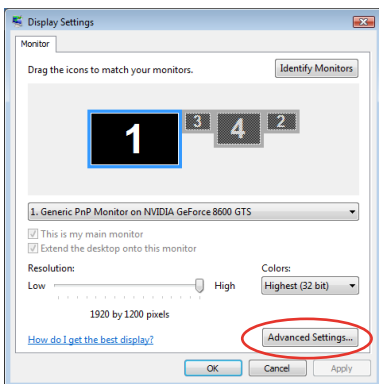 Display Settings
Monitor
Drag the icons to match your monitors.
Identify Monitors
1
3
4
2
1. Generic PnP Monitor on NVIDIA GeForce 8600 GTS
This is my main monitor
Extend the desktop onto this monitor
Resolution:
Colors:
Low
High
Highest (32 bit)
1920 by 1200 pixels
How do I get the best display?
Advanced Settings...
OK
Cancel
Apply